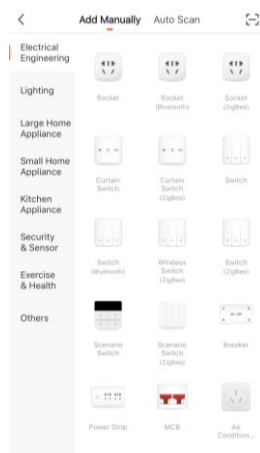 Add Manually Auto Scan
Electrical
Engineering
Lighting
Large Home
Appliance
Small Home
Appliance
Kitchen
Appliance
Security
& Sensor
Exercise
& Health
Others
Socket
Socket
(Bluetooth)
Socket
(ZigBee)
Curtain
Switch
Curtain
Switch
(ZigBee)
Switch
Switch
(Bluetooth)
Wireless
Switch
(ZigBee)
Switch
(ZigBee)
Scenario
Switch
Scenario
Switch
(ZigBee)
Breaker
Power Strip
MCB
Air
Condition...